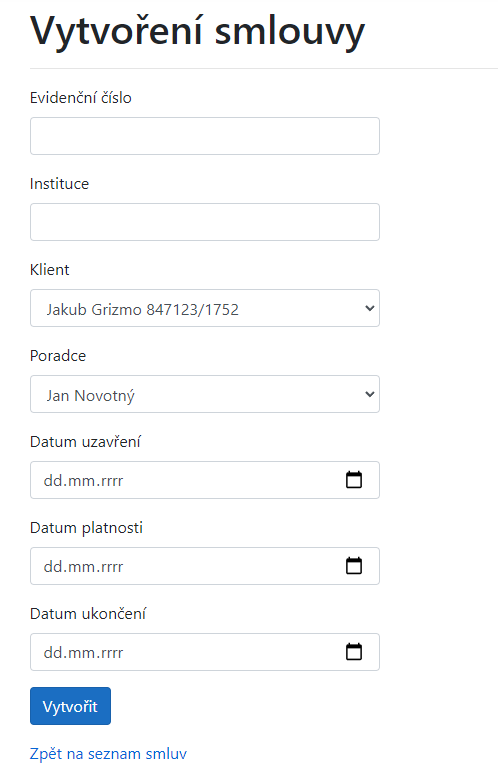 Vytvoření smlouvy
Evidenční číslo
Instituce
Klient
Jakub Grizmo 847123/1752
Poradce
Jan Novotný
Datum uzavření
dd.mm.rrrr
Datum platnosti
dd.mm.rrrr
Datum ukončení
dd.mm.rrrr
Vytvořit
Zpět na seznam smluv